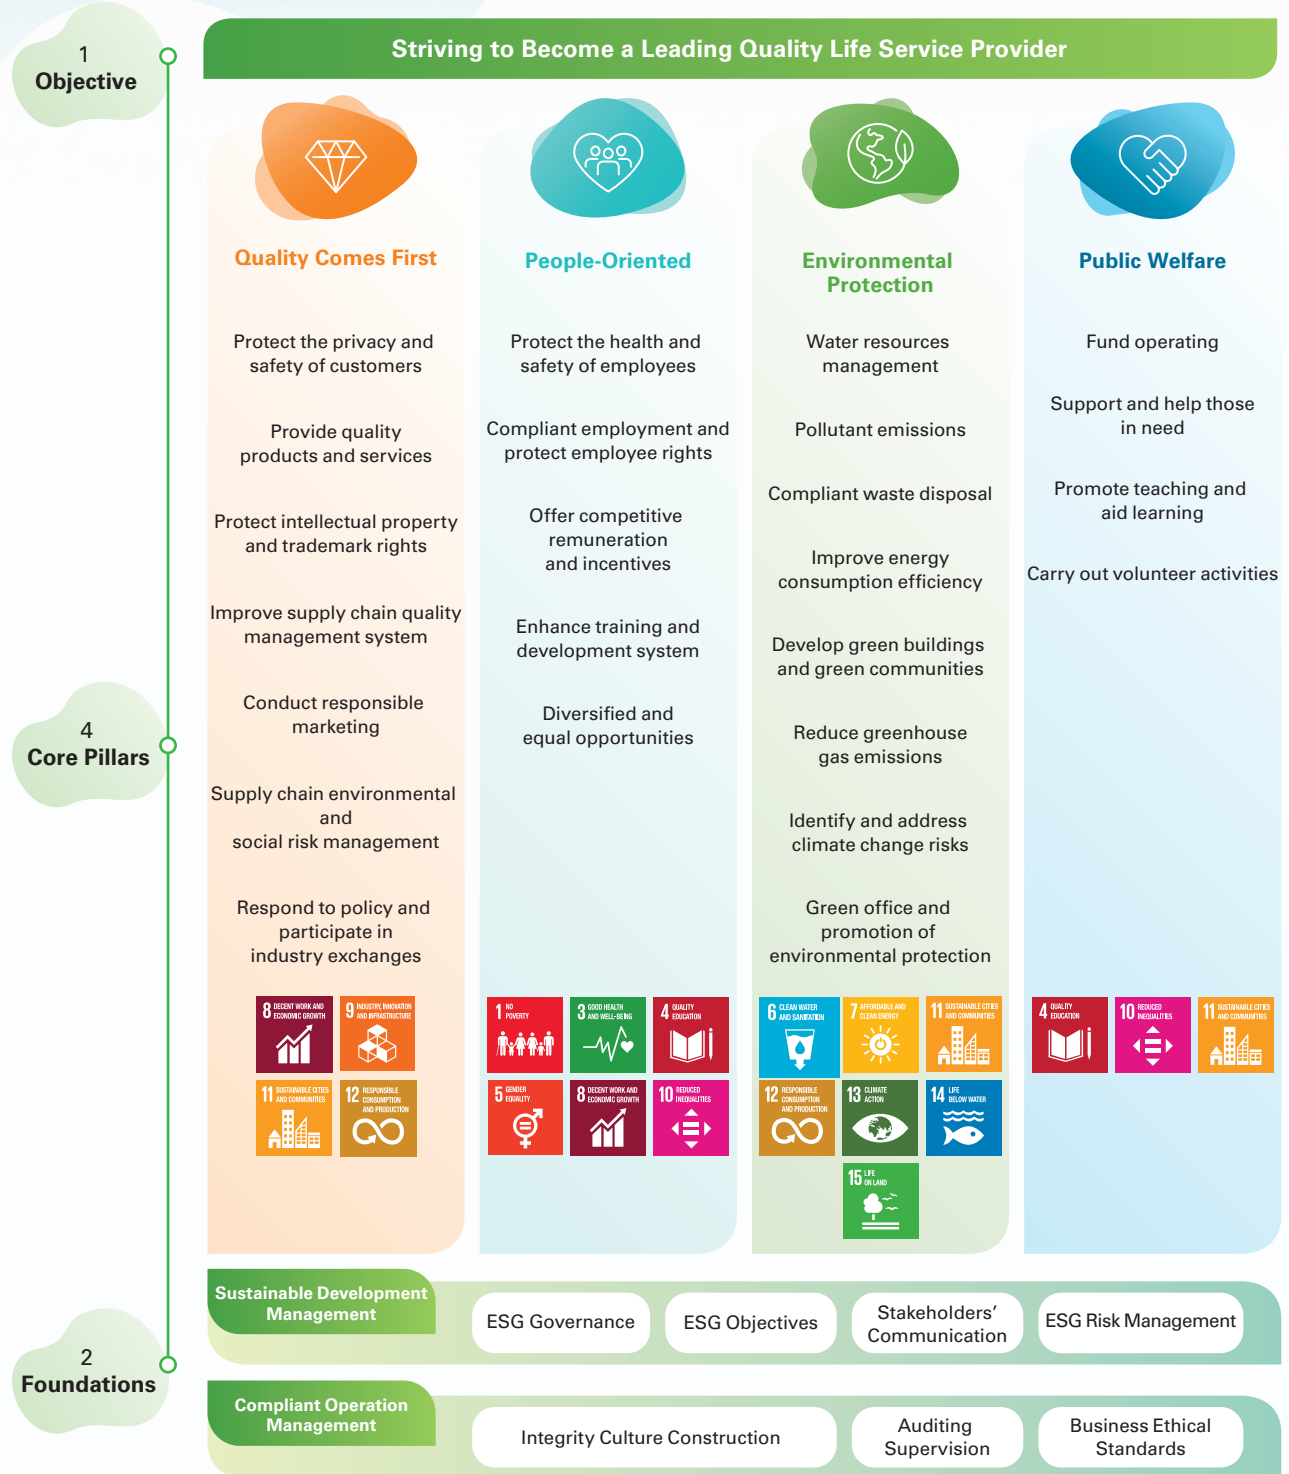 1
Objective
Striving to Become a Leading Quality Life Service Provider
Quality Comes First
Protect the privacy and
safety of customers
Provide quality
products and services
Protect intellectual property
and trademark rights
Improve supply chain quality
management system
Conduct responsible
marketing
Supply chain environmental
and
social risk management
Respond to policy and
participate in
industry exchanges
8 DECENT WORK AND
ECONOMIC GROWTH
9 INDUSTRY, INNOVATION
AND INFRASTRUCTURE
11 SUSTAINABLE CITIES
AND COMMUNITIES
12 RESPONSIBLE
CONSUMPTION
AND PRODUCTION
People-Oriented
Protect the health and
safety of employees
Compliant employment and
protect employee rights
Offer competitive
remuneration
and incentives
Enhance training and
development system
Diversified and
equal opportunities
1 NO
POVERTY
3 GOOD HEALTH
AND WELL-BEING
4 QUALITY
EDUCATION
5 GENDER
EQUALITY
8 DECENT WORK AND
ECONOMIC GROWTH
10 REDUCED
INEQUALITIES
Environmental
Protection
Water resources
management
Pollutant emissions
Compliant waste disposal
Improve energy
consumption efficiency
Develop green buildings
and green communities
Reduce greenhouse
gas emissions
Identify and address
climate change risks
Green office and
promotion of
environmental protection
6 CLEAN WATER
AND SANITATION
7 AFFORDABLE AND
CLEAN ENERGY
11 SUSTAINABLE CITIES
AND COMMUNITIES
12 RESPONSIBLE
CONSUMPTION
AND PRODUCTION
13 CLIMATE
ACTION
14 LIFE
BELOW WATER
15 LIFE
ON LAND
Public Welfare
Fund operating
Support and help those
in need
Promote teaching and
aid learning
Carry out volunteer activities
4 QUALITY
EDUCATION
10 REDUCED
INEQUALITIES
11 SUSTAINABLE CITIES
AND COMMUNITIES
4
Core Pillars
2
Foundations
Sustainable Development
Management
ESG Governance
ESG Objectives
Stakeholders’
Communication
ESG Risk Management
Compliant Operation
Management
Integrity Culture Construction
Auditing
Supervision
Business Ethical
Standards